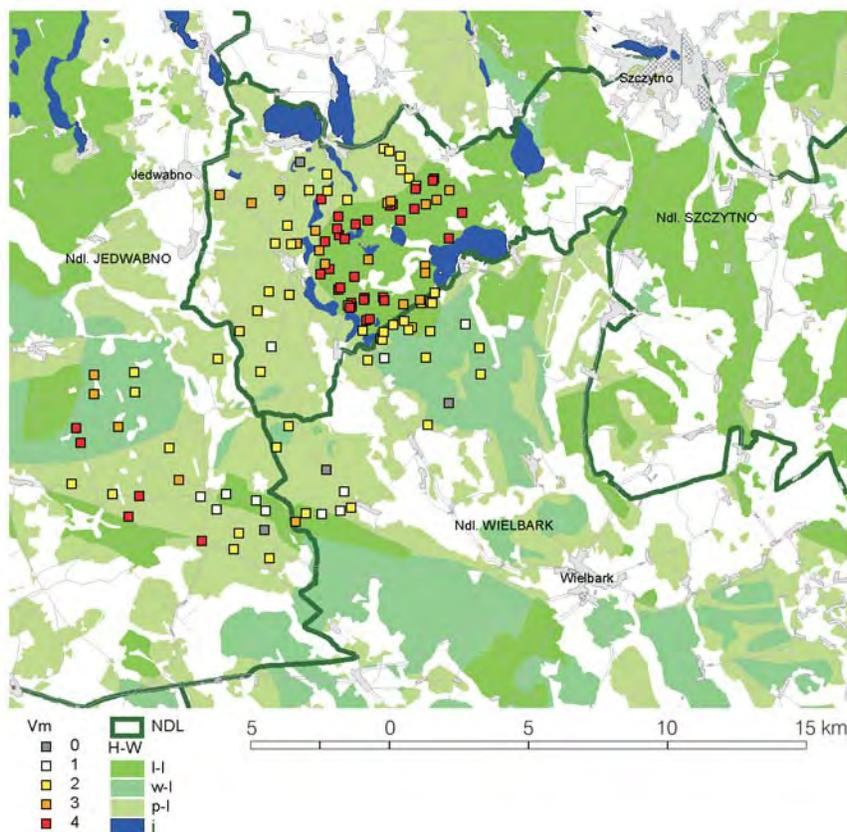 Szczytno
Jedwabno
Ndl. SZCZYTNO
Ndl. JEDWABNO
Ndl. WIELBARK
Wielbark
Vm
0
1
2
3
4
NDL
H-W
l-l
w-l
p-l
j
5 0 5 10 15 km